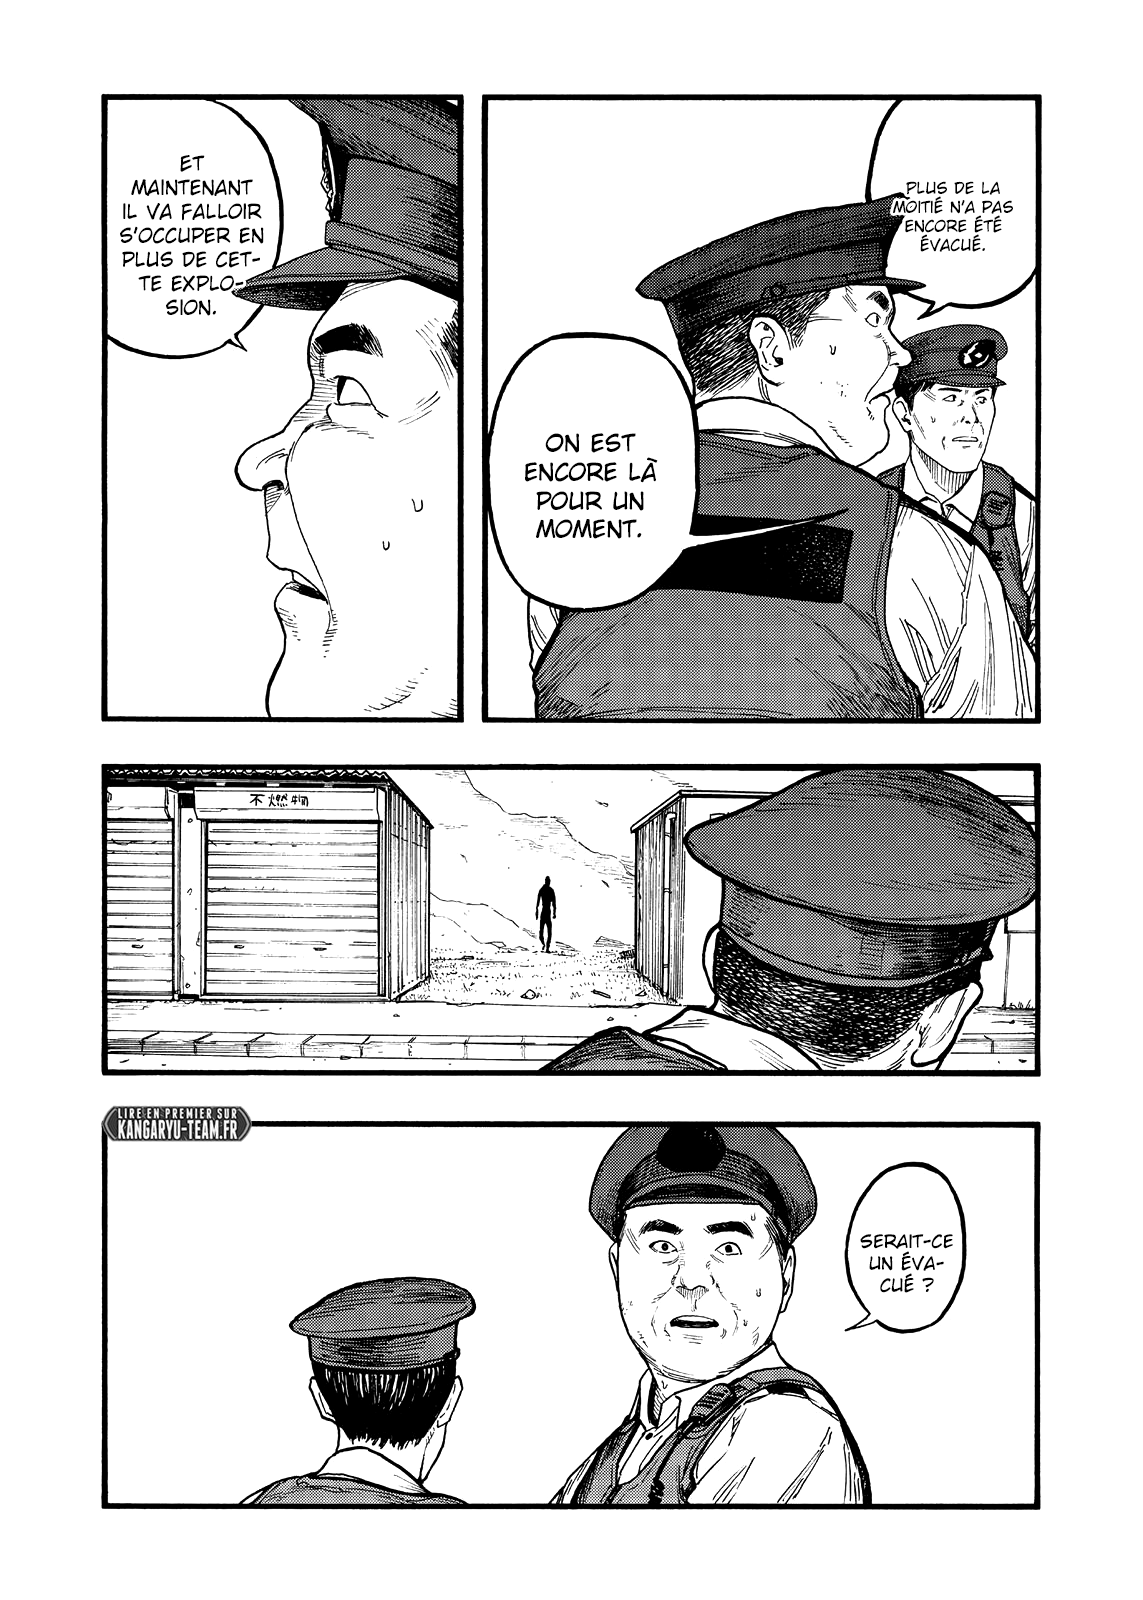 PLUS DE LA
MOITIÉ N'A PAS
ENCORE ÉTÉ
ÉVACUÉ.
ON EST
ENCORE LÀ
POUR UN
MOMENT.
ET
MAINTENANT
IL VA FALLOIR
S'OCCUPER EN
PLUS DE CET-
TE EXPLO-
SION.
不燃物
LIRE EN PREMIER SUR
KANGARYU-TEAM.FR
SERAIT-CE
UN ÉVA-
CUÉ ?